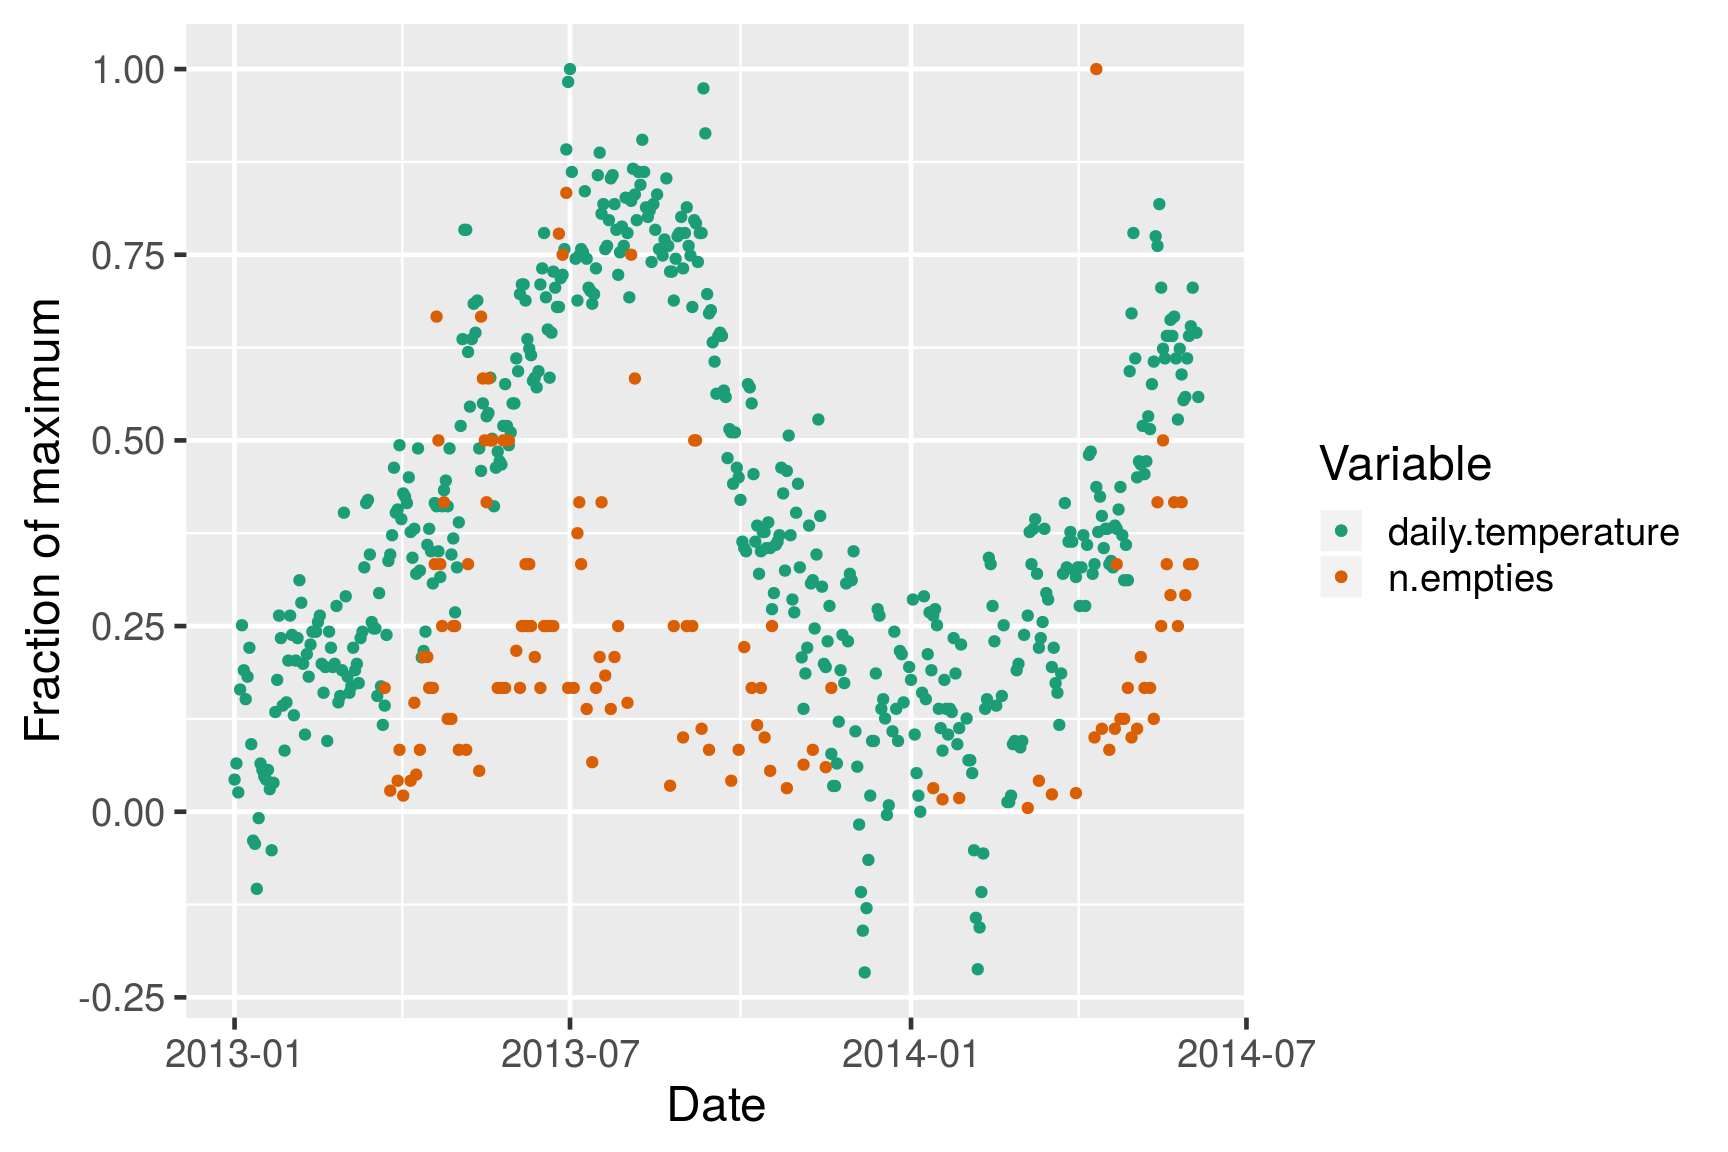 1.00
0.75
0.50
0.25
0.00
-0.25
Fraction of maximum
2013-01
2013-07
2014-01
2014-07
Date
Variable
daily.temperature
n.empties